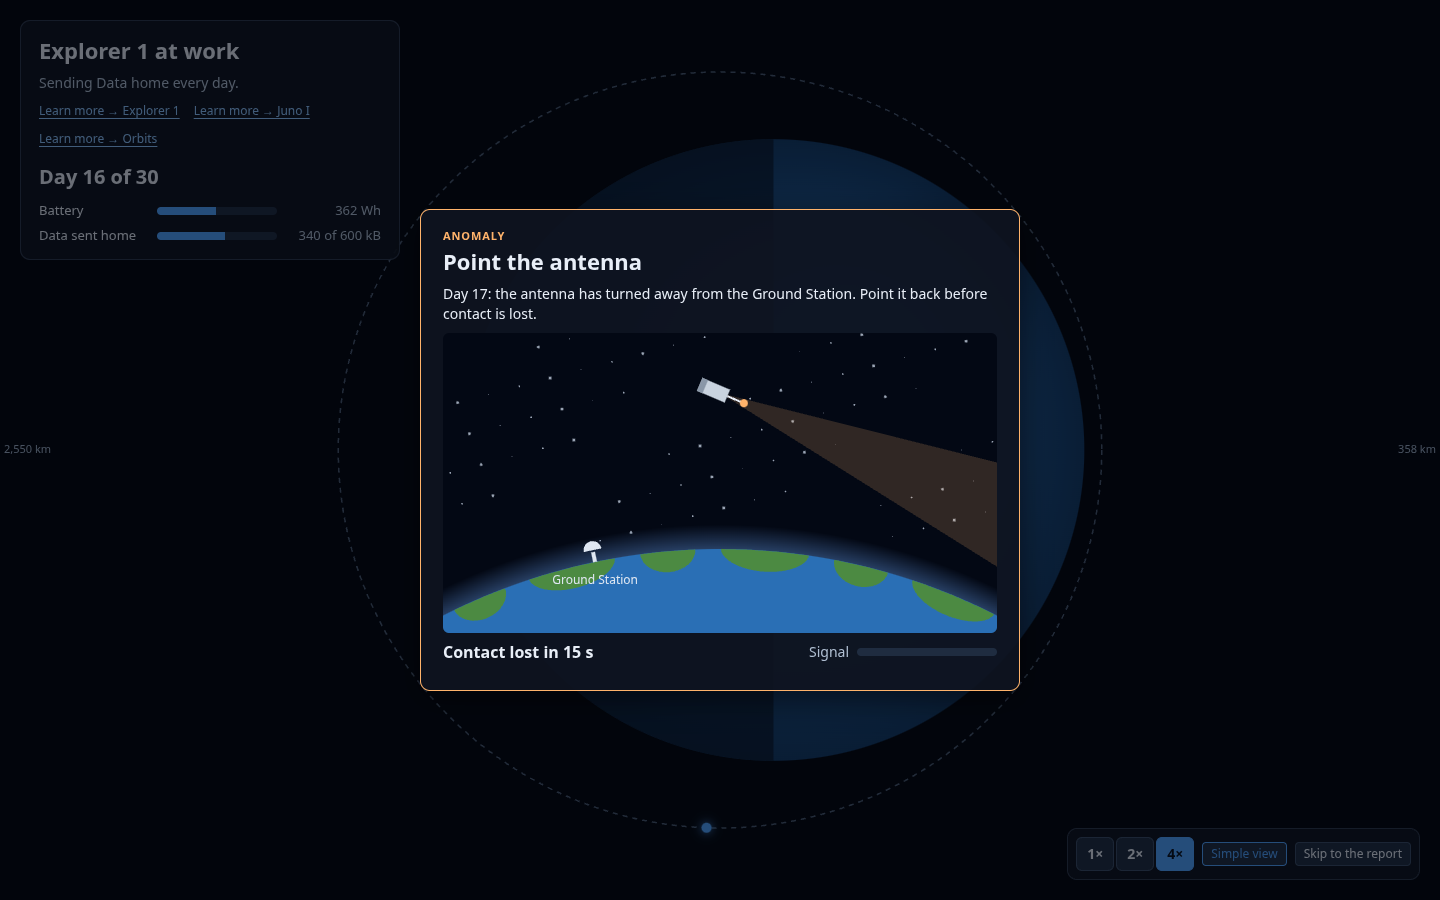 Explorer 1 at work
Sending Data home every day.
Learn more → Explorer 1 Learn more → Juno I
Learn more → Orbits
Day 16 of 30
Battery 362 Wh
Data sent home 340 of 600 kB
ANOMALY
Point the antenna
Day 17: the antenna has turned away from the Ground Station. Point it back before
contact is lost.
Ground Station
Contact lost in 15 s Signal
2,550 km
358 km
1× 2× 4× Simple view Skip to the report